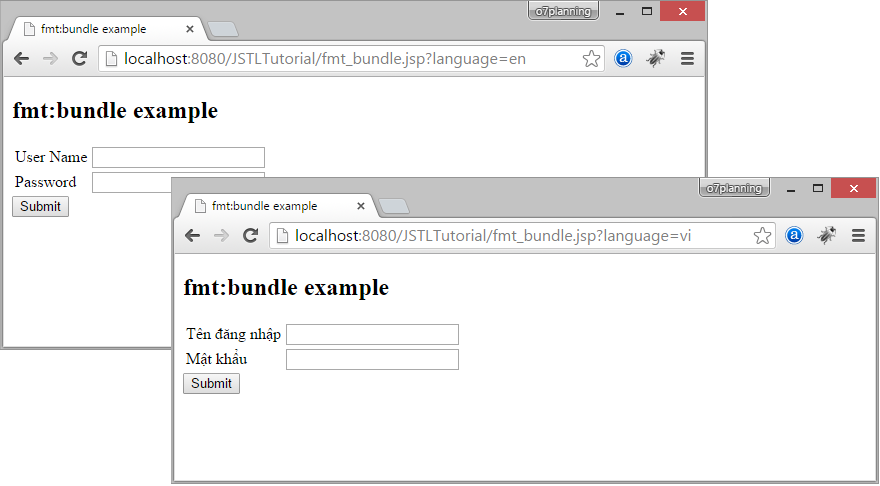 o7planning
fmt:bundle example
localhost:8080/JSTLTutorial/fmt_bundle.jsp?language=en
fmt:bundle example
User Name
Password
Submit
o7planning
fmt:bundle example
localhost:8080/JSTLTutorial/fmt_bundle.jsp?language=vi
fmt:bundle example
Tên đăng nhập
Mật khẩu
Submit